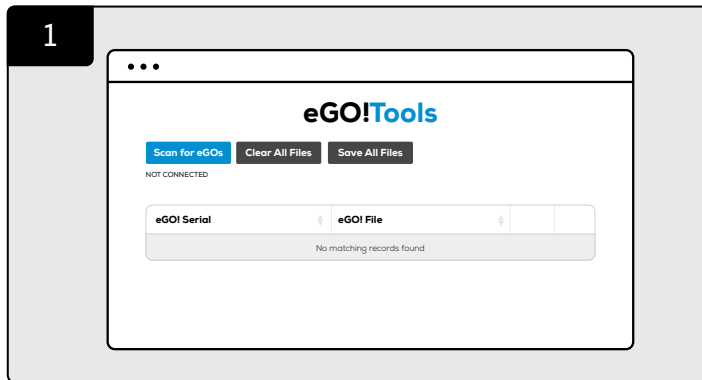 1
eGO!Tools
Scan for eGOs Clear All Files Save All Files
NOT CONNECTED
eGO! Serial eGO! File
No matching records found